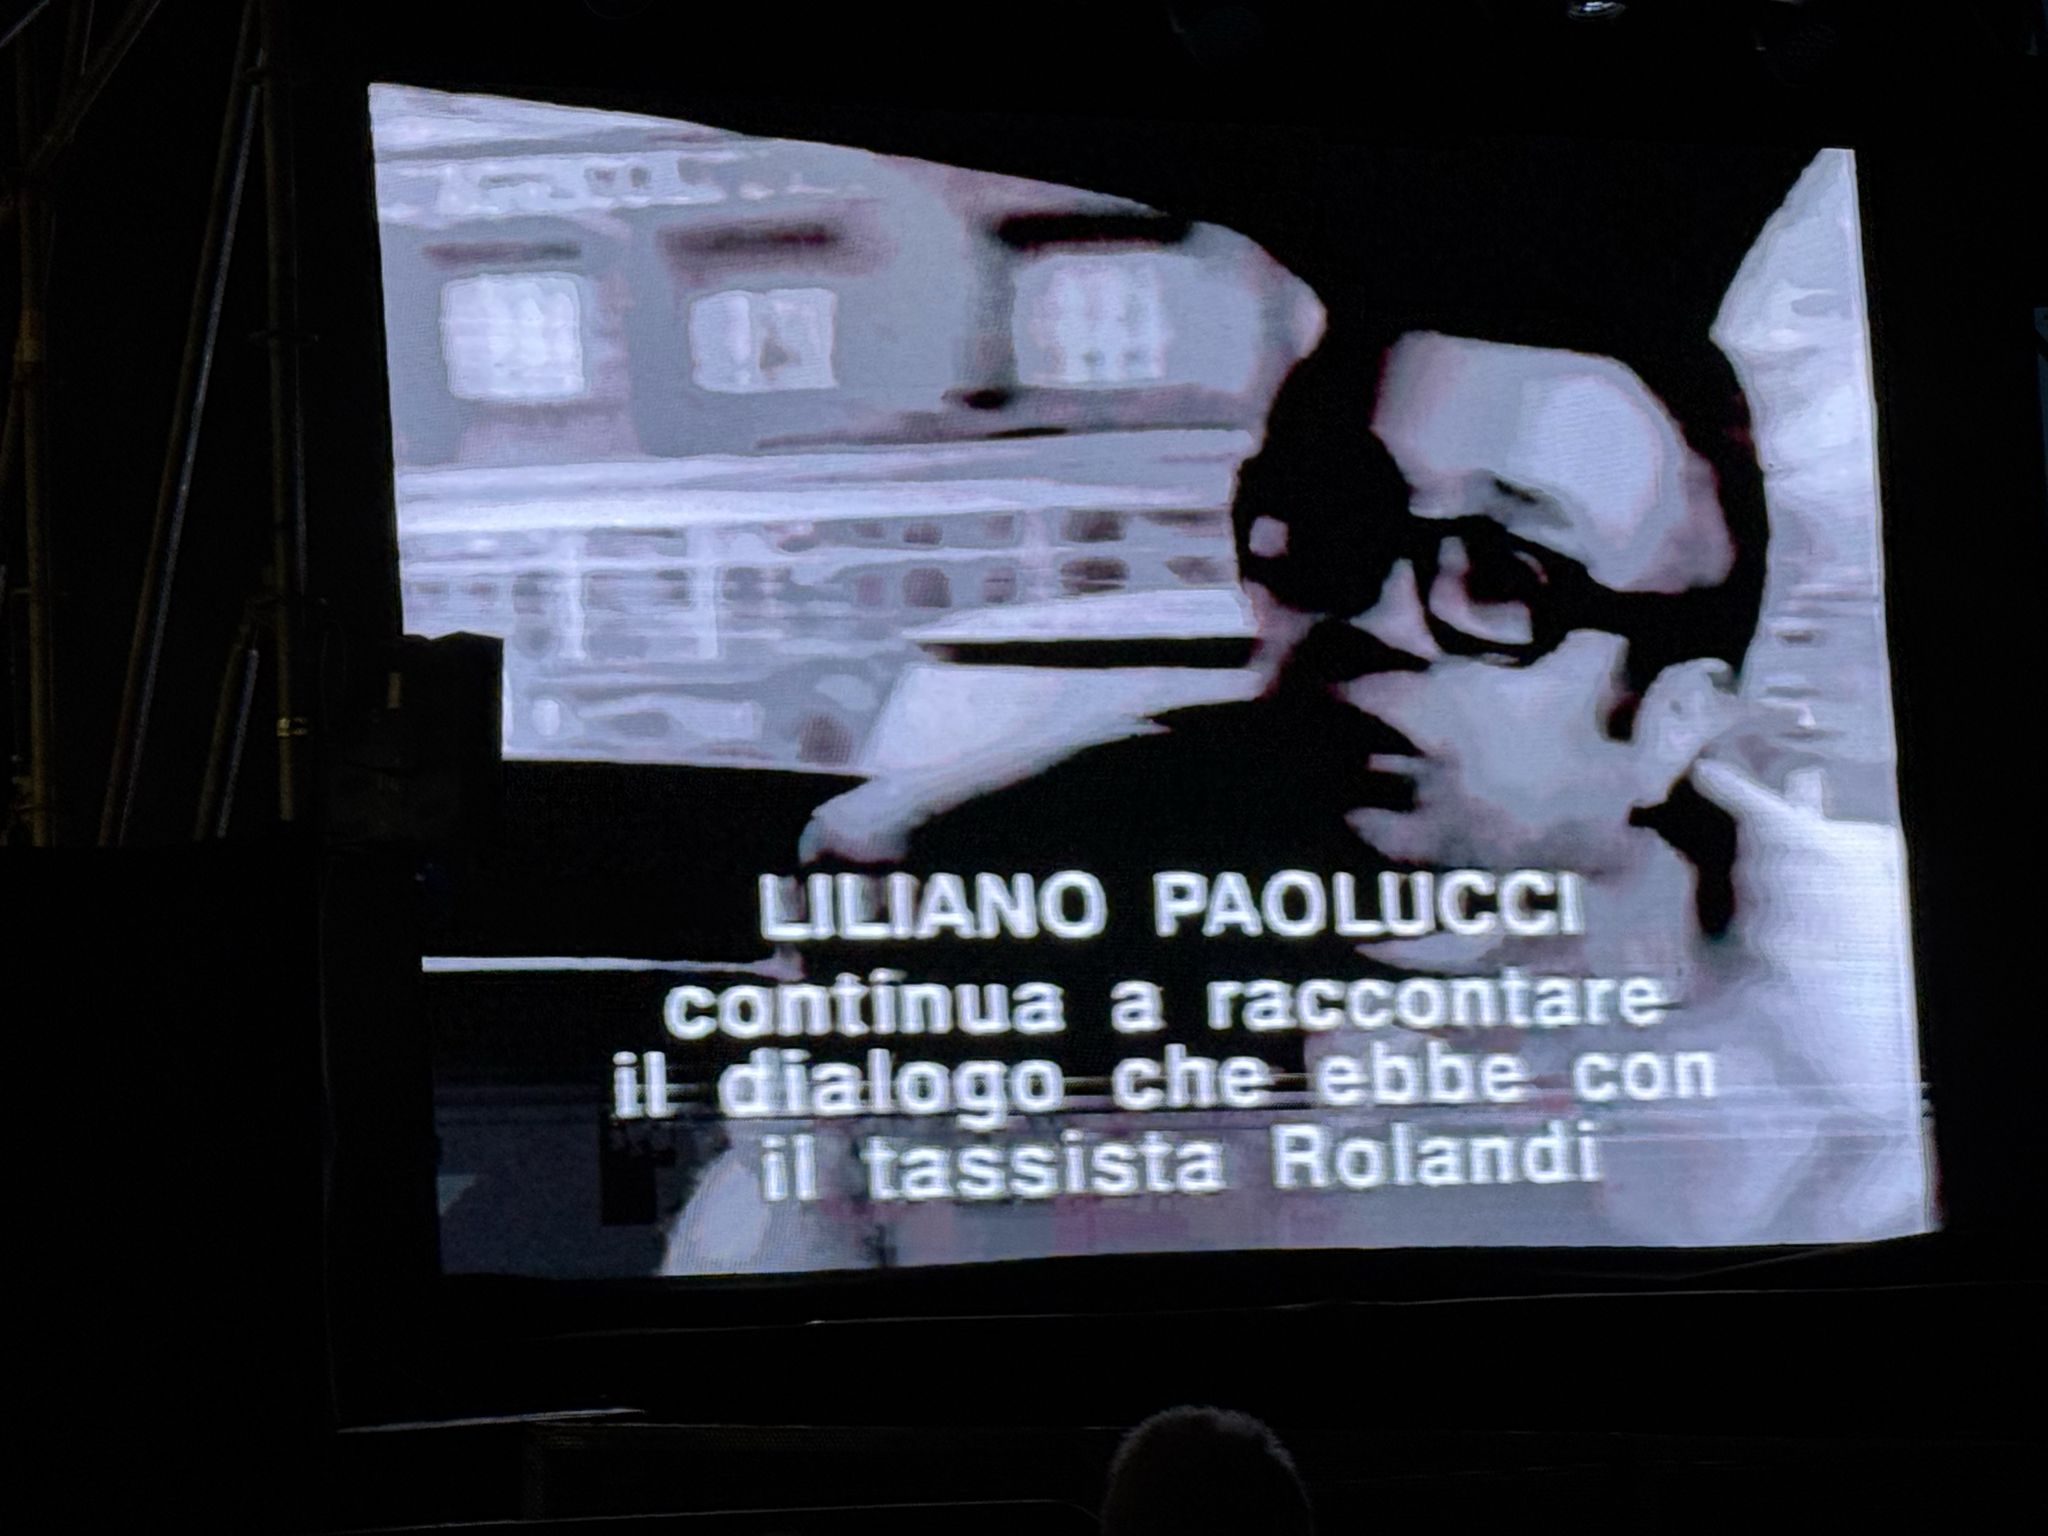 LILIANO PAOLUCCI
continua a raccontare
il dialogo che ebbe con
il tassista Rolandi